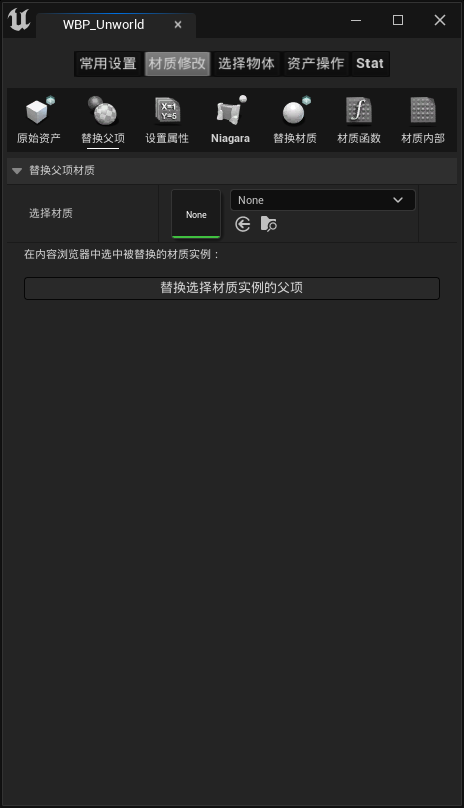 WBP_Unworld
常用设置 材质修改 选择物体 资产操作 Stat
X=1
Y=5
原始资产 替换父项 设置属性 Niagara 替换材质 材质函数 材质内部
替换父项材质
选择材质 None None
在内容浏览器中选中被替换的材质实例：
替换选择材质实例的父项